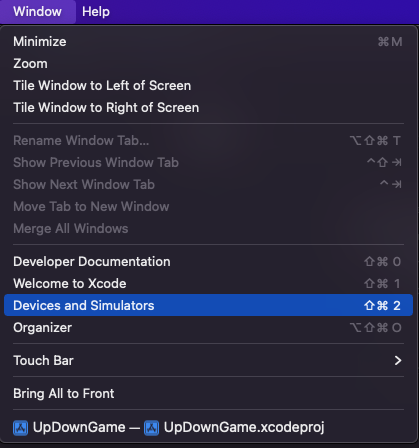 Window Help
Minimize ⌘M
Zoom
Tile Window to Left of Screen
Tile Window to Right of Screen
Rename Window Tab... ⌥⇧⌘ T
Show Previous Window Tab ^⇧⇥
Show Next Window Tab ^⇥
Move Tab to New Window
Merge All Windows
Developer Documentation ⇧⌘ 0
Welcome to Xcode ⇧⌘ 1
Devices and Simulators ⇧⌘ 2
Organizer ⌥⇧⌘ O
Touch Bar >
Bring All to Front
UpDownGame — UpDownGame.xcodeproj